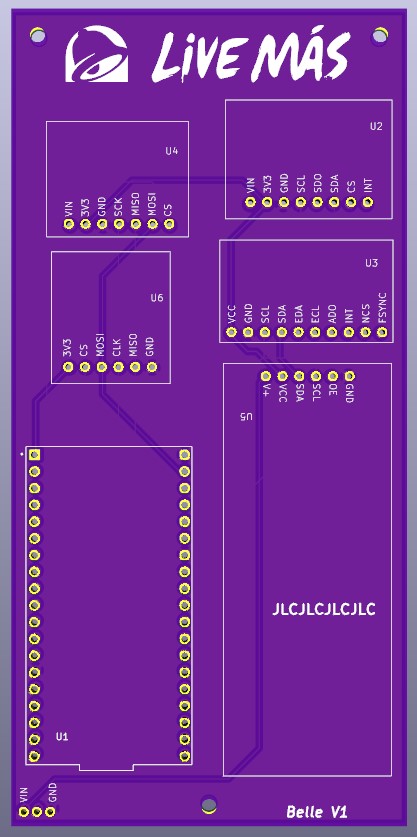 LiVE MÁS
U2
U4
VIN 3V3 GND SCL SDO SDA CS INT
VIN 3V3 GND SCK MISO MOSI CS
U3
U6
VCC GND SCL SDA EDA ECL ADO INT NCS FSYNC
3V3 CS MOSI CLK MISO GND
V+ VCC SDA SCL OE GND
U5
JLCJLCJLCJLC
U1
VIN GND
Belle V1